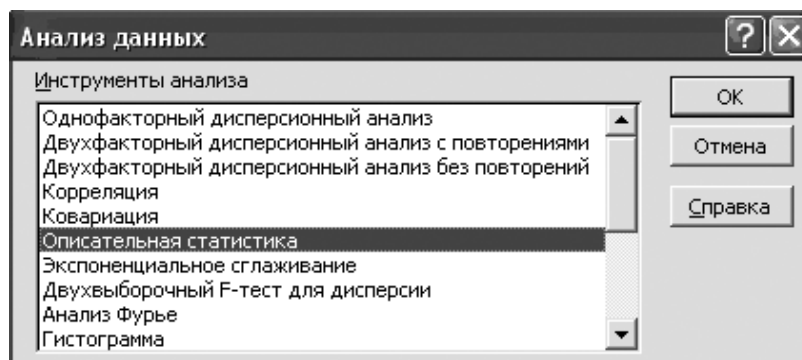 Анализ данных
Инструменты анализа
Однофакторный дисперсионный анализ
Двухфакторный дисперсионный анализ с повторениями
Двухфакторный дисперсионный анализ без повторений
Корреляция
Ковариация
Описательная статистика
Экспоненциальное сглаживание
Двухвыборочный F-тест для дисперсии
Анализ Фурье
Гистограмма
ОК
Отмена
Справка